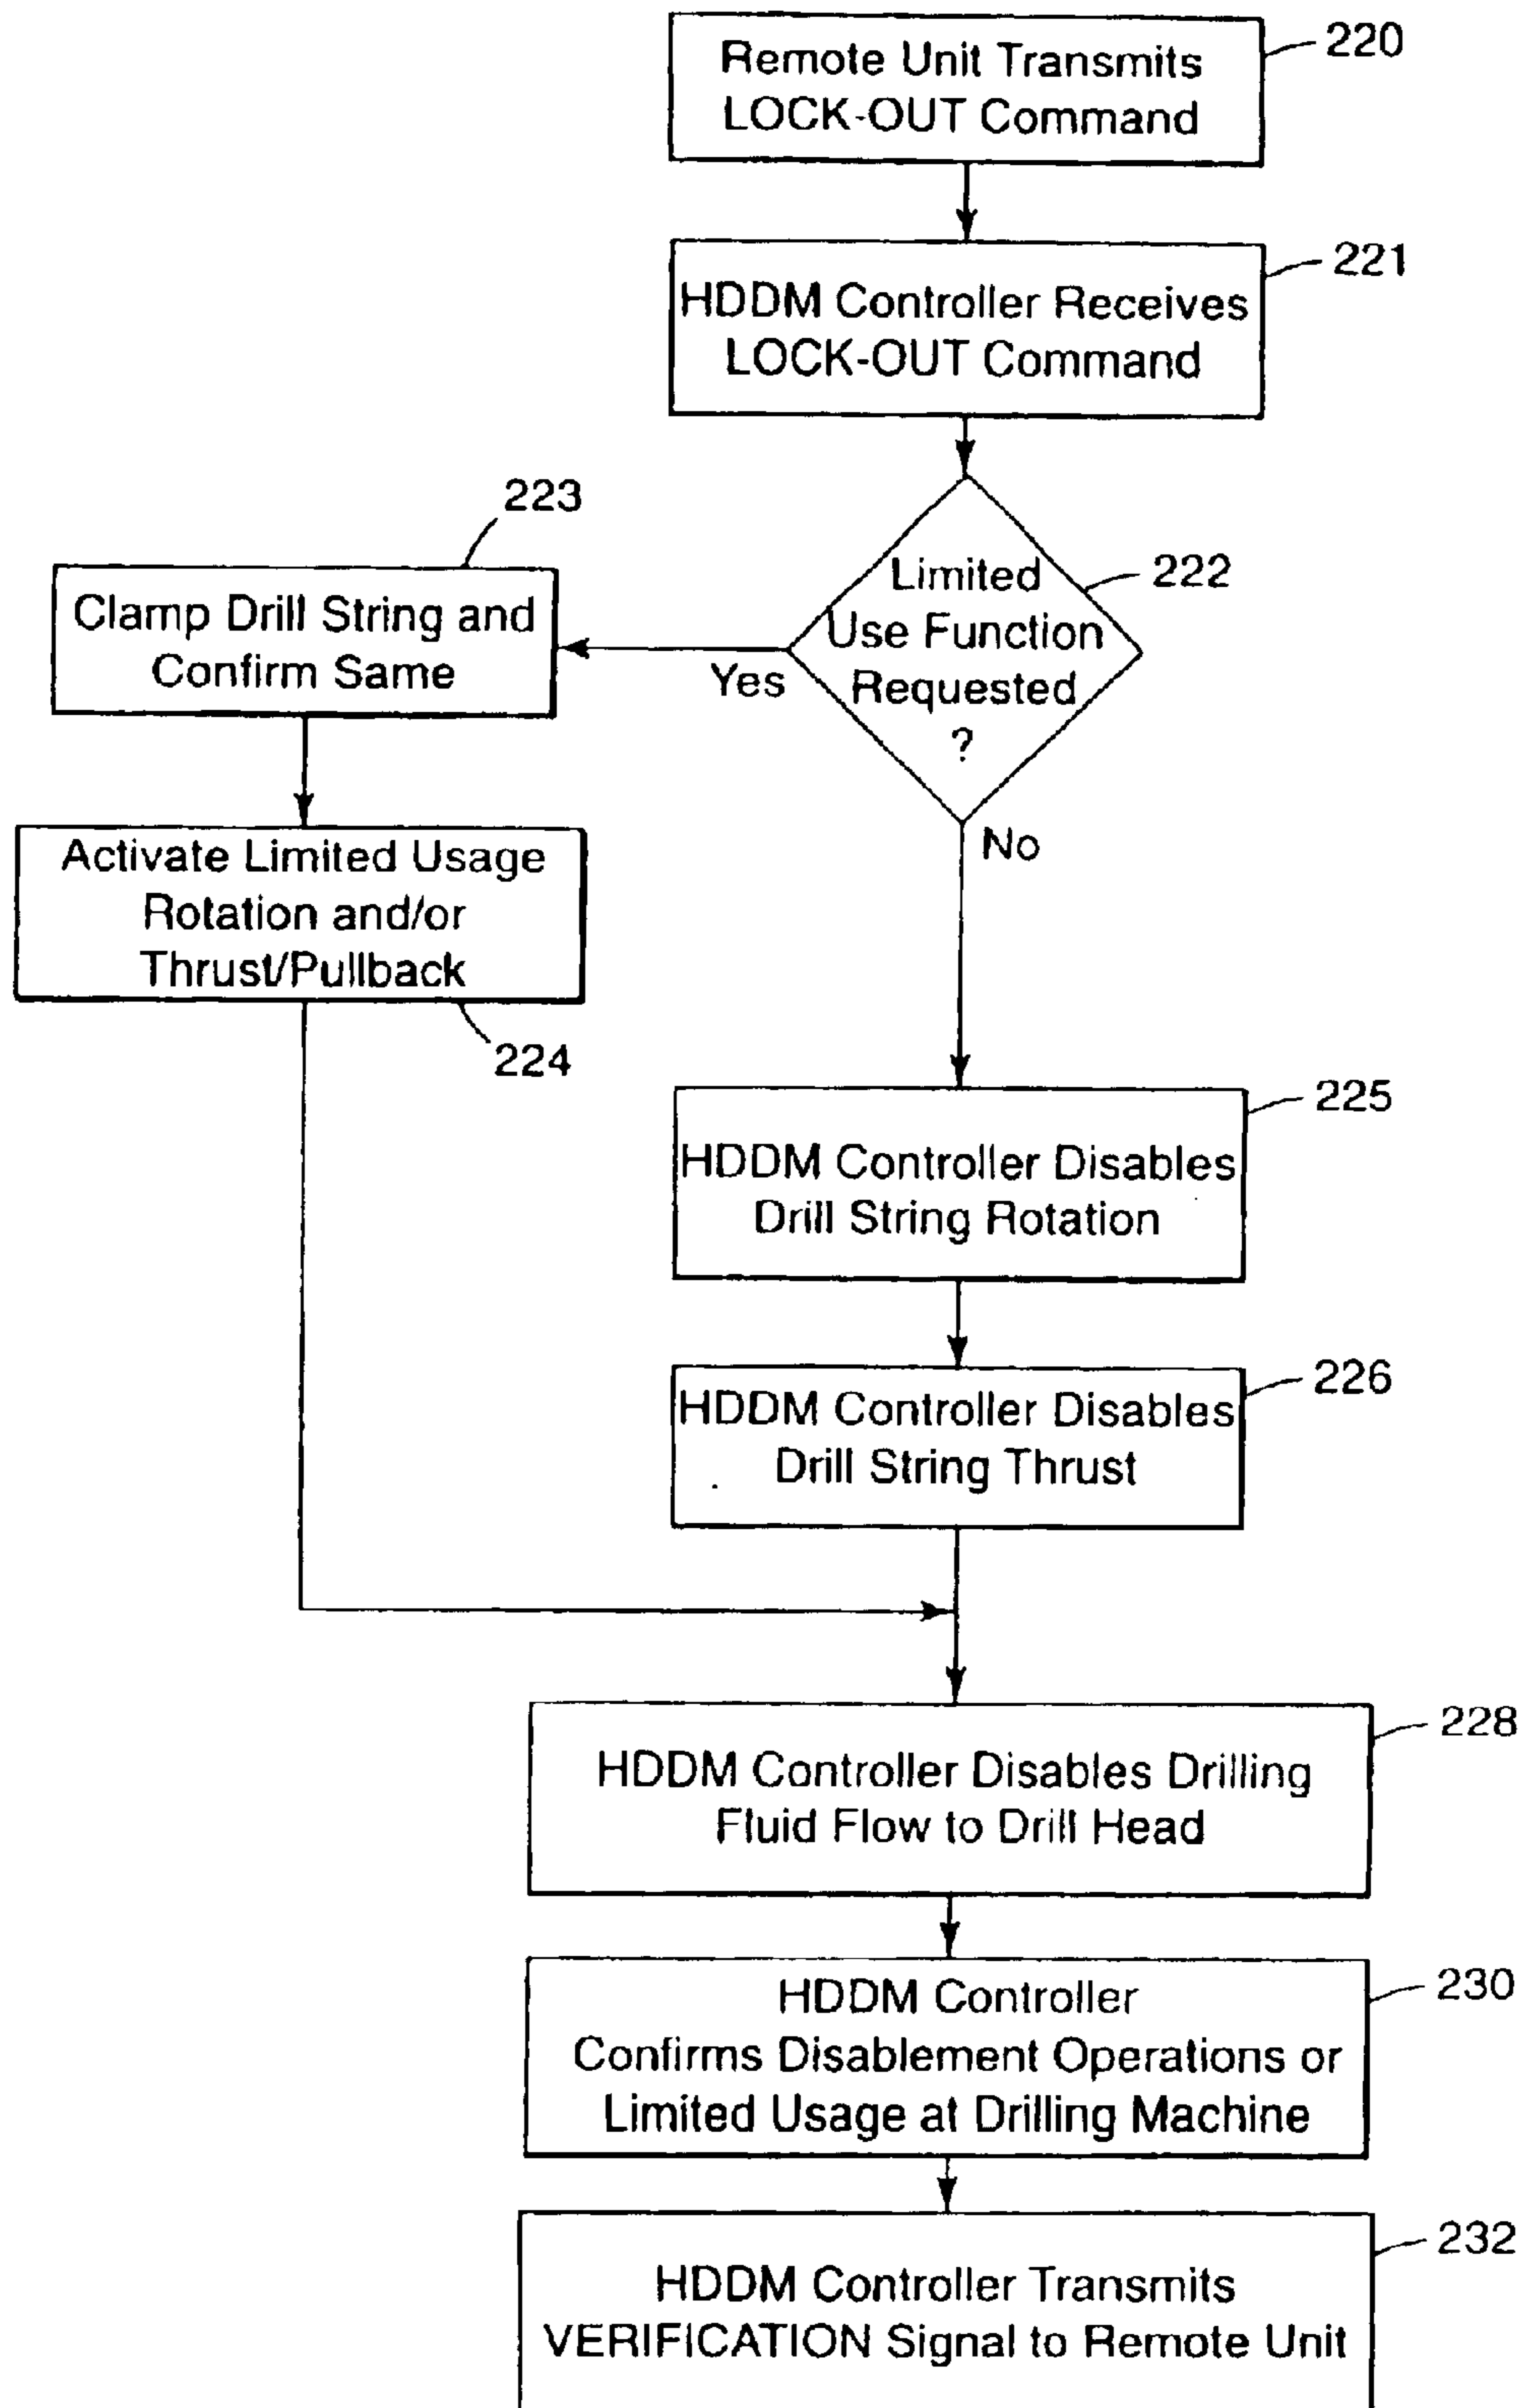 Remote Unit Transmits
LOCK-OUT Command
220
HDDM Controller Receives
LOCK-OUT Command
221
Limited
Use Function
Requested
?
222
Yes
No
223
Clamp Drill String and
Confirm Same
Activate Limited Usage
Rotation and/or
Thrust/Pullback
224
HDDM Controller Disables
Drill String Rotation
225
HDDM Controller Disables
Drill String Thrust
226
HDDM Controller Disables Drilling
Fluid Flow to Drill Head
228
HDDM Controller
Confirms Disablement Operations or
Limited Usage at Drilling Machine
230
HDDM Controller Transmits
VERIFICATION Signal to Remote Unit
232